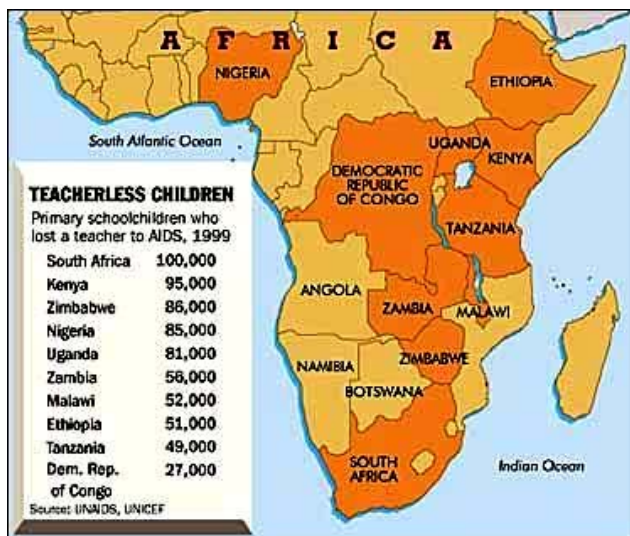 AFRICA
NIGERIA
ETHIOPIA
South Atlantic Ocean
UGANDA
KENYA
DEMOCRATIC
REPUBLIC
OF CONGO
TANZANIA
ANGOLA
ZAMBIA
MALAWI
NAMIBIA
ZIMBABWE
BOTSWANA
SOUTH
AFRICA
Indian Ocean
TEACHERLESS CHILDREN
Primary schoolchildren who
lost a teacher to AIDS, 1999
South Africa 100,000
Kenya 95,000
Zimbabwe 86,000
Nigeria 85,000
Uganda 81,000
Zambia 56,000
Malawi 52,000
Ethiopia 51,000
Tanzania 49,000
Dem. Rep. 27,000
of Congo
Source: UNAIDS, UNICEF